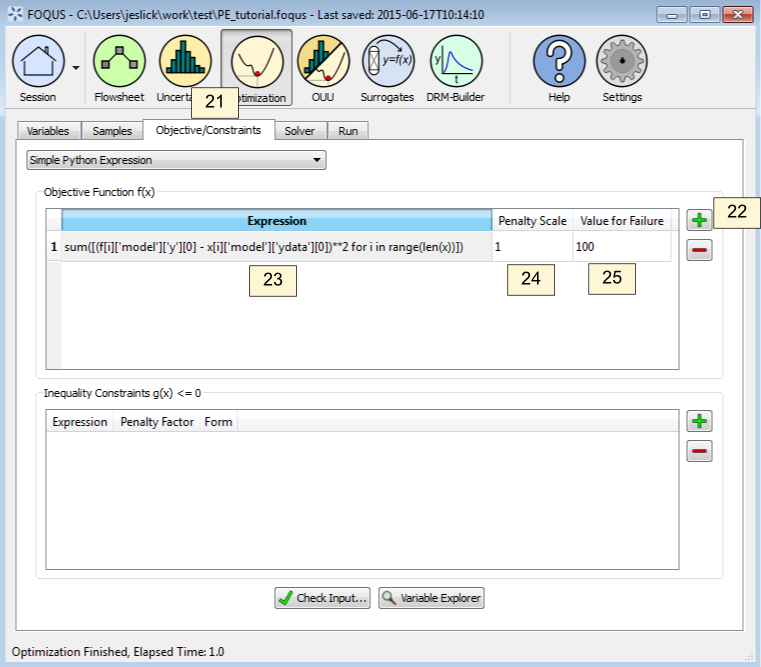 FOQUS - C:\Users\jeslick\work\test\PE_tutorial.foqus - Last saved: 2015-06-17T10:14:10
Session Flowsheet OUU Surrogates DRM-Builder Help Settings
y=f(x)
y
t
?
21
Variables Samples Objective/Constraints Solver Run
Simple Python Expression
Objective Function f(x)
Expression Penalty Scale Value for Failure
22
1 sum([(f[i]['model']['y'][0] - x[i]['model']['ydata'][0])**2 for i in range(len(x))]) 1 100
23 24 25
Inequality Constraints g(x) <= 0
Expression Penalty Factor Form
Check Input... Variable Explorer
Optimization Finished, Elapsed Time: 1.0